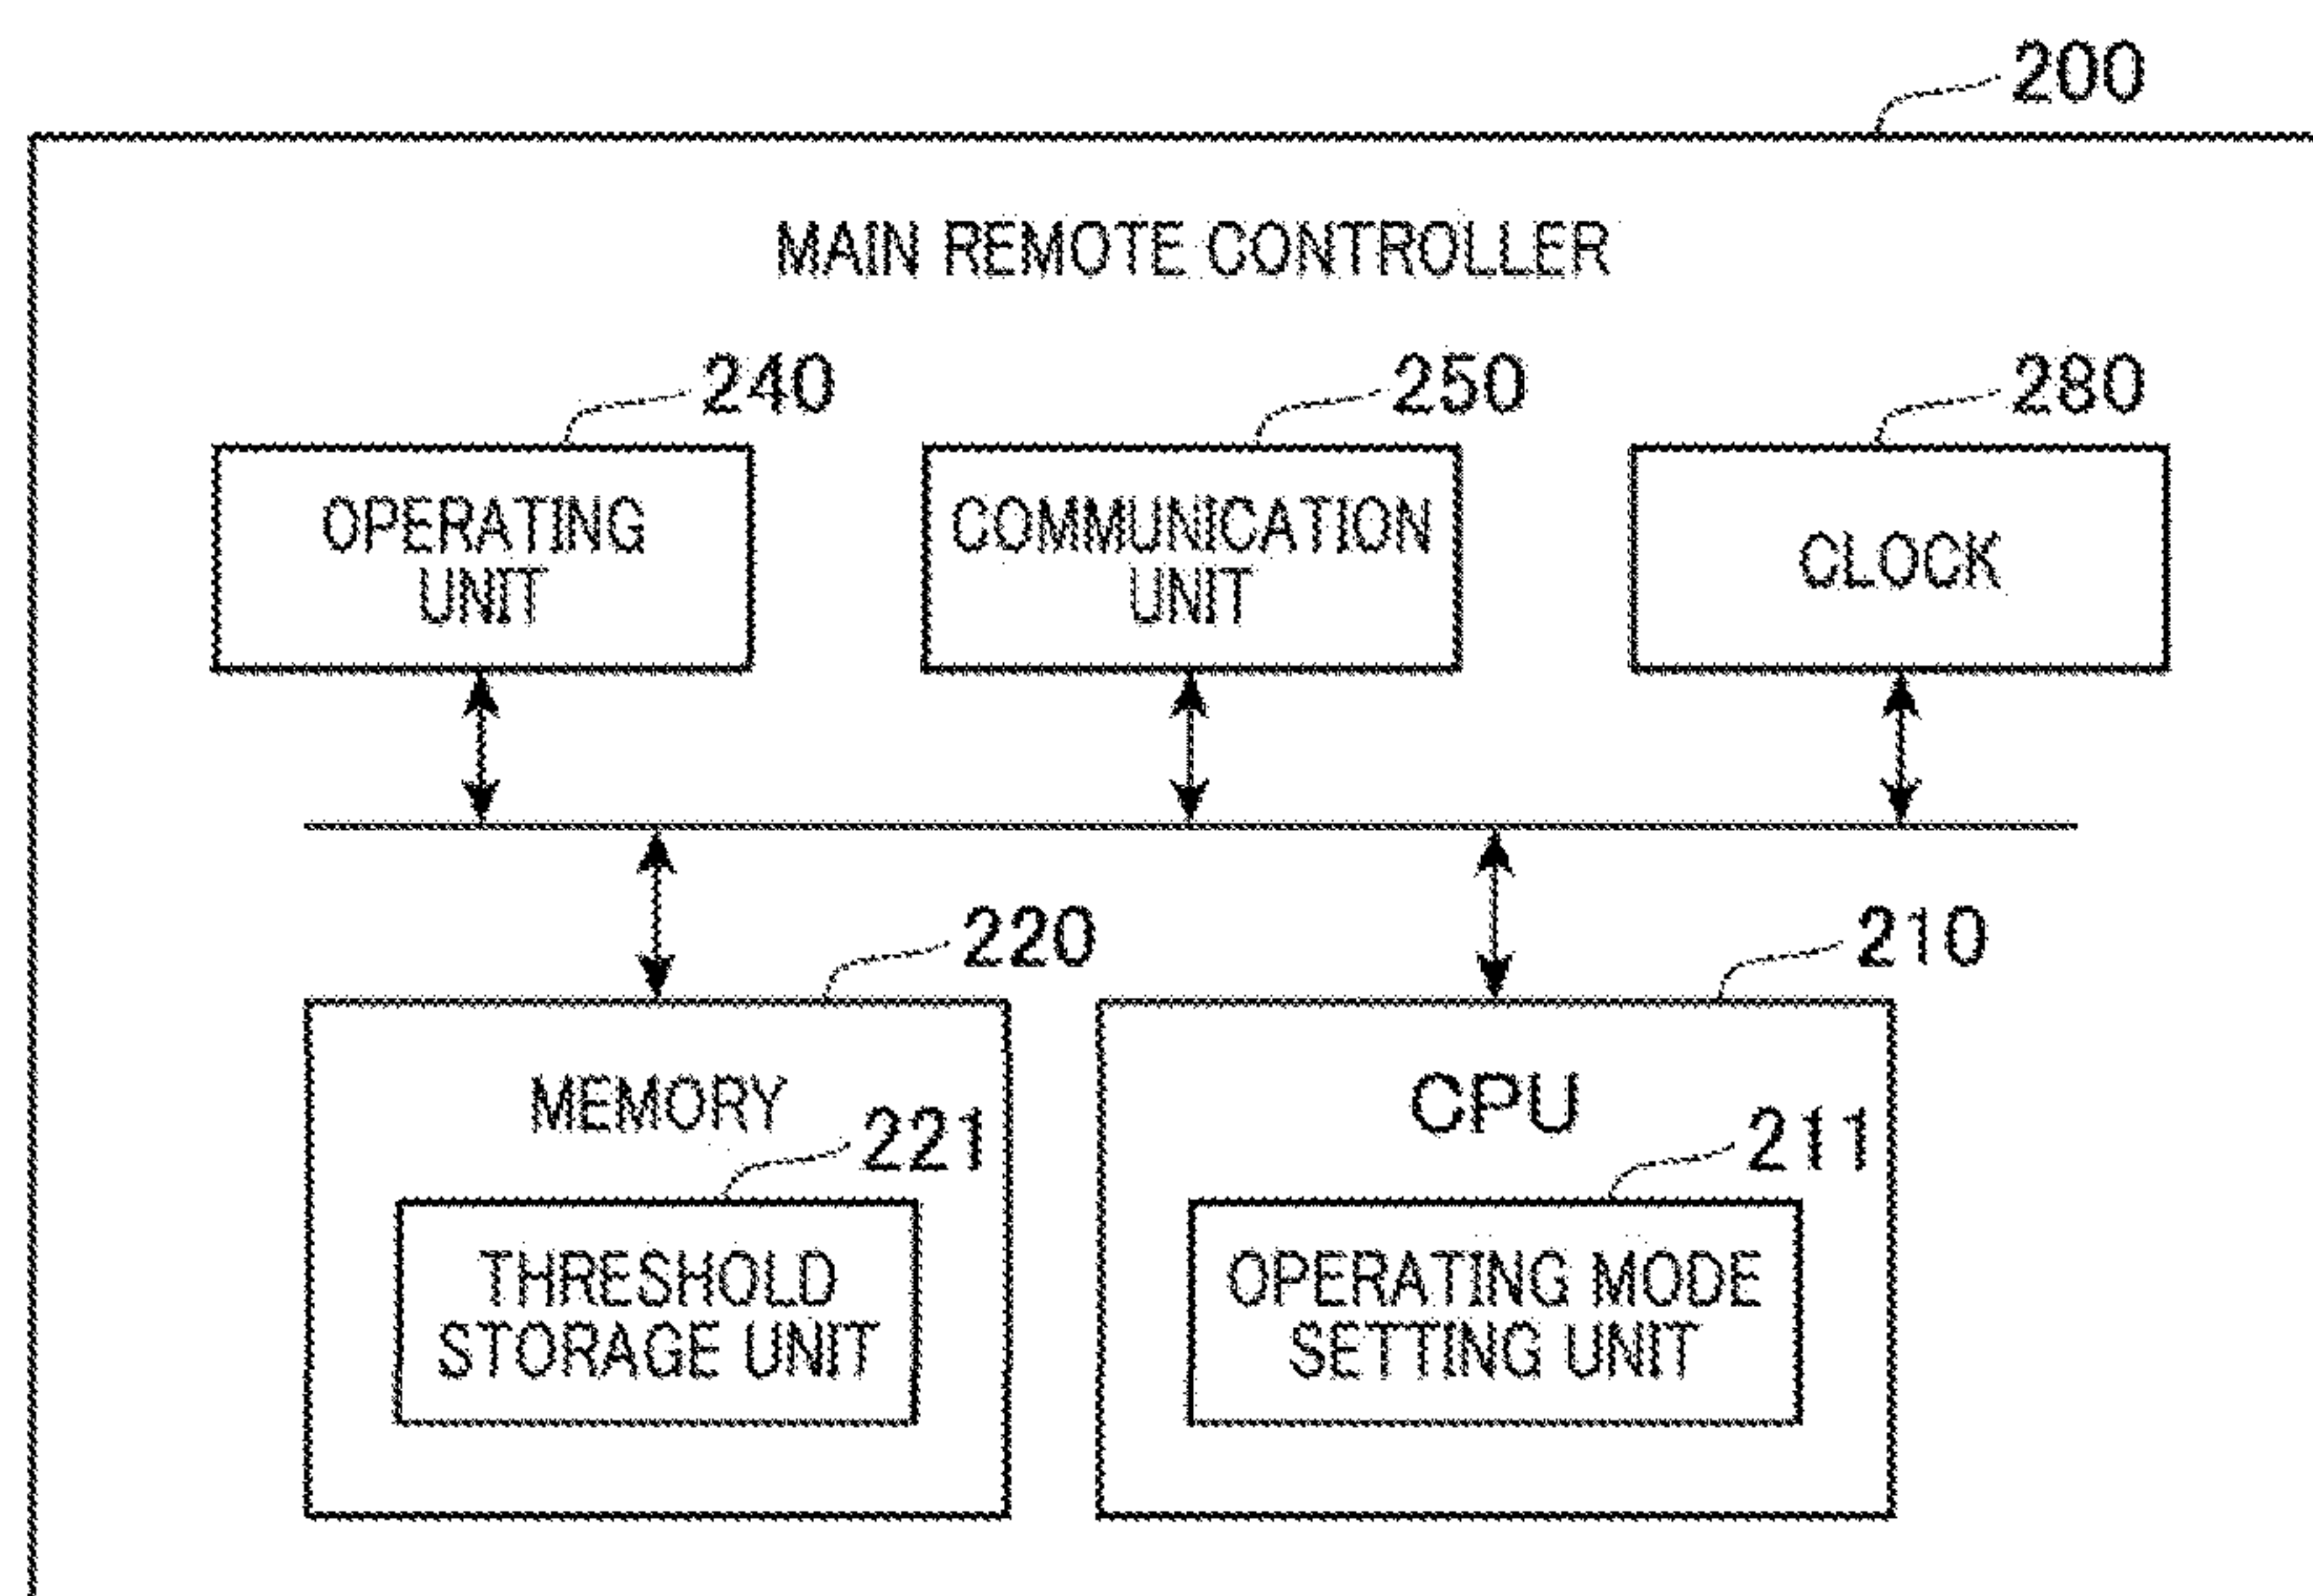 200
MAIN REMOTE CONTROLLER
240
250
280
OPERATING
UNIT
COMMUNICATION
UNIT
CLOCK
220
210
MEMORY
221
CPU
211
THRESHOLD
STORAGE UNIT
OPERATING MODE
SETTING UNIT